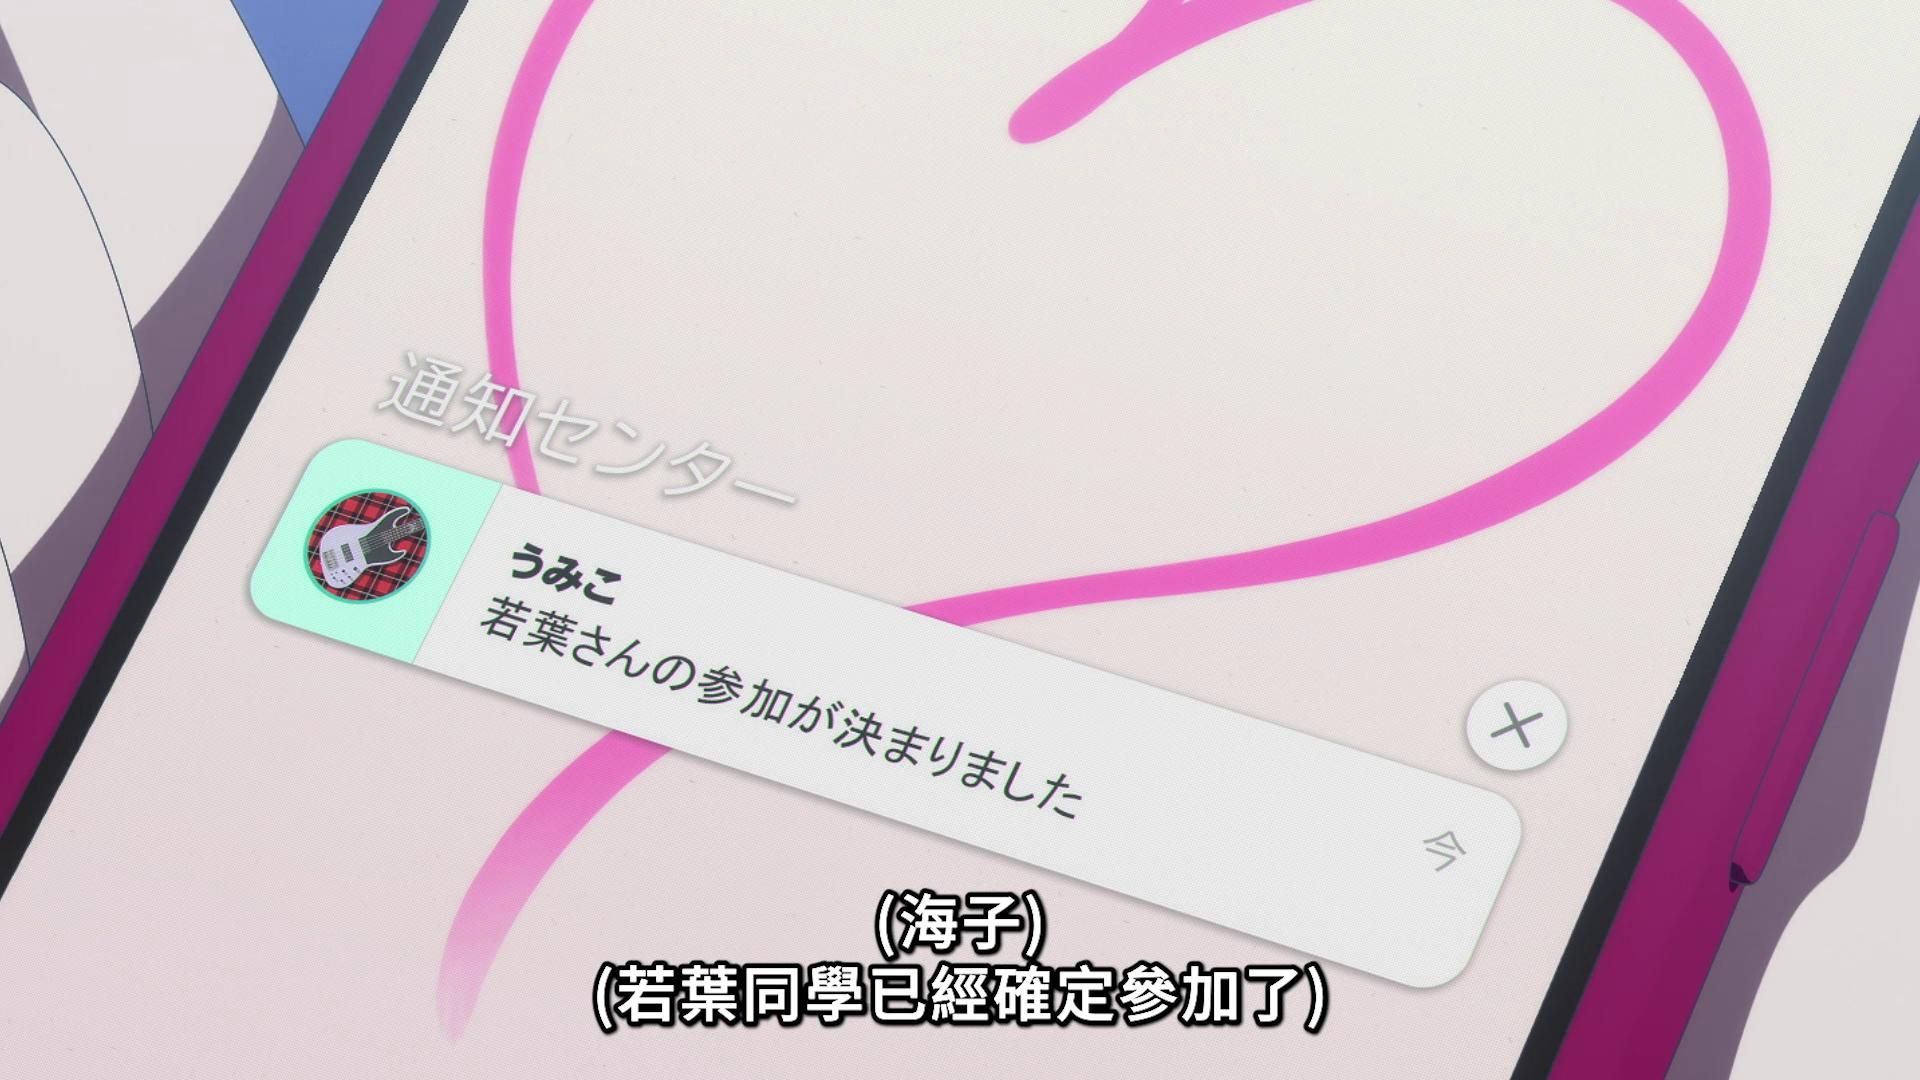 通知センター
うみこ
若葉さんの参加が決まりました
今
(海子)
(若葉同學已經確定參加了)